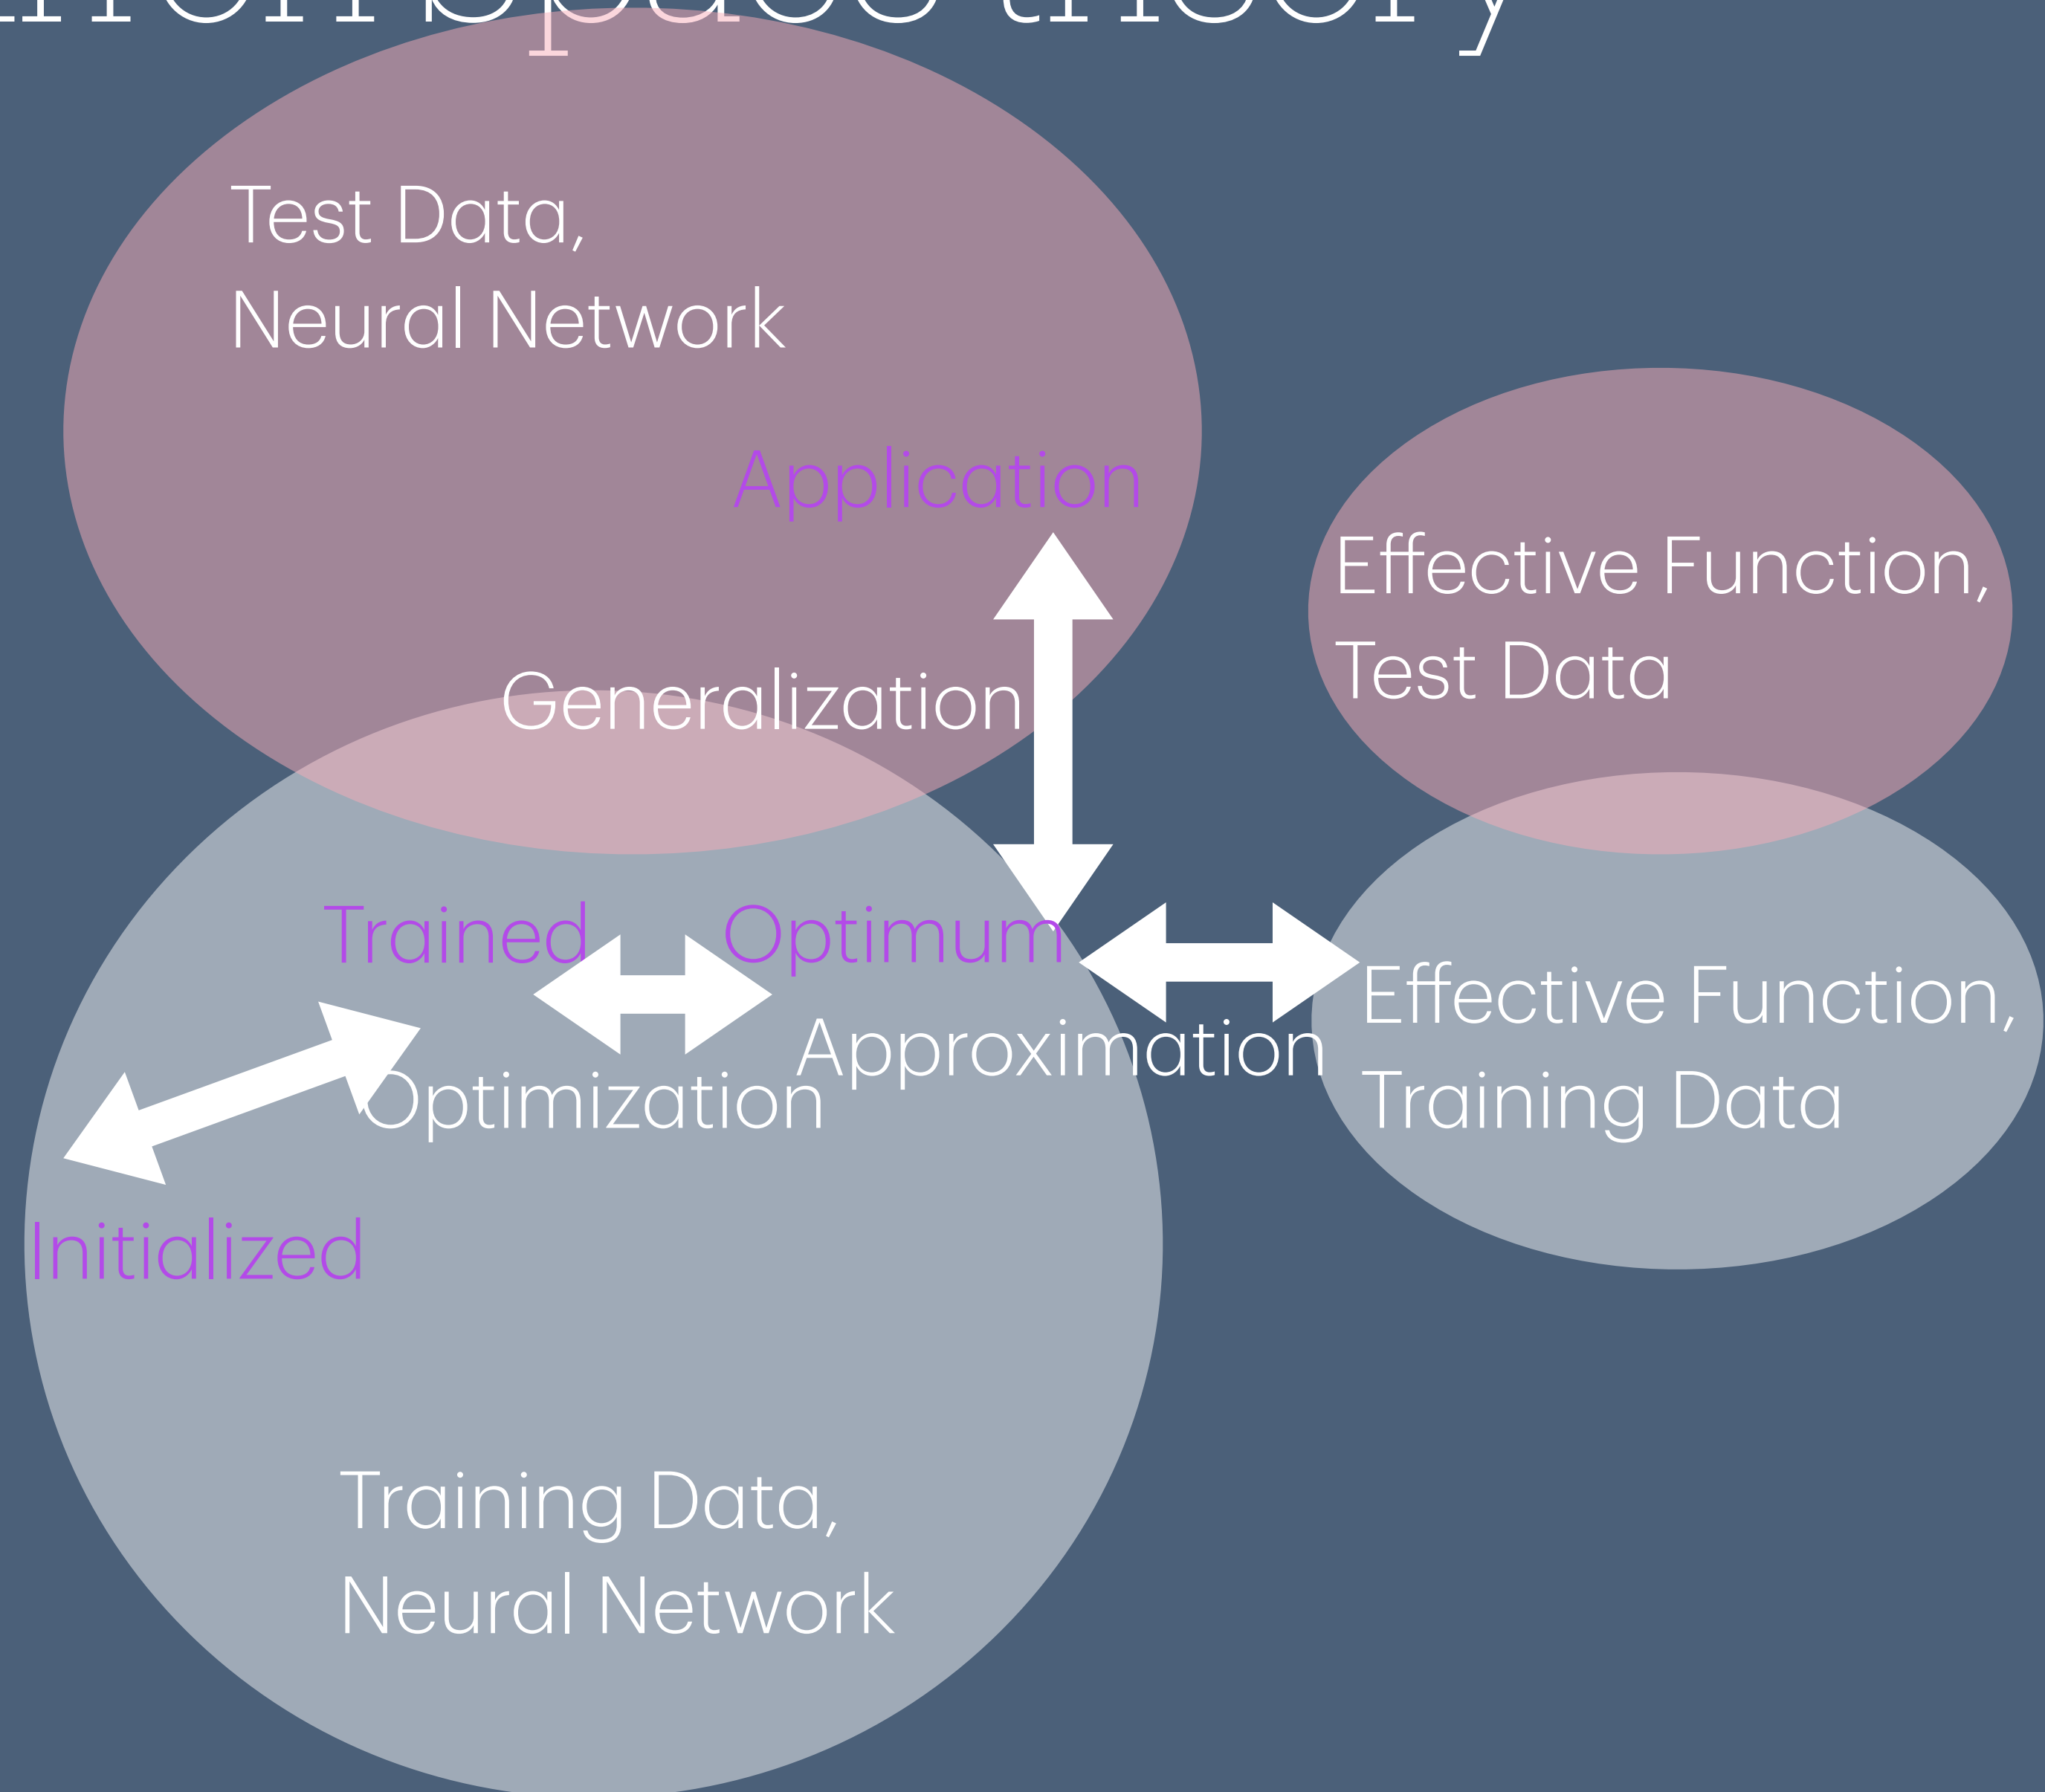 Test Data,
Neural Network
Application
Effective Function,
Test Data
Generalization
Trained
Optimum
Effective Function,
Training Data
Approximation
Optimization
Initialized
Training Data,
Neural Network